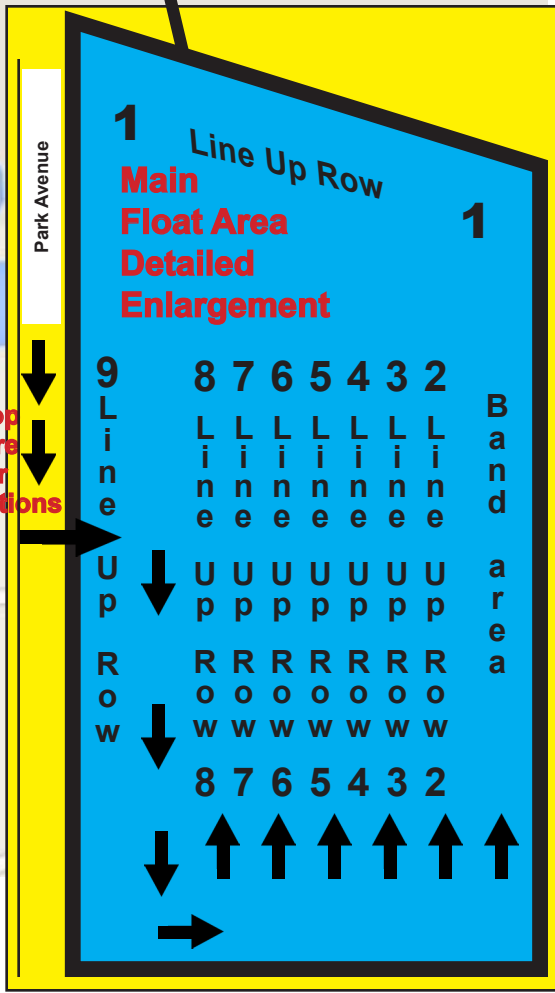 Park Avenue
1
Line Up Row
1
Main
Float Area
Detailed
Enlargement
9 Line Up Row
8 Line Up Row 8
7 Line Up Row 7
6 Line Up Row 6
5 Line Up Row 5
4 Line Up Row 4
3 Line Up Row 3
2 Line Up Row 2
Band area